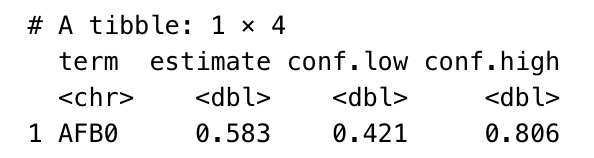 # A tibble: 1 × 4
term estimate conf.low conf.high
<chr> <dbl> <dbl> <dbl>
1 AFB0 0.583 0.421 0.806